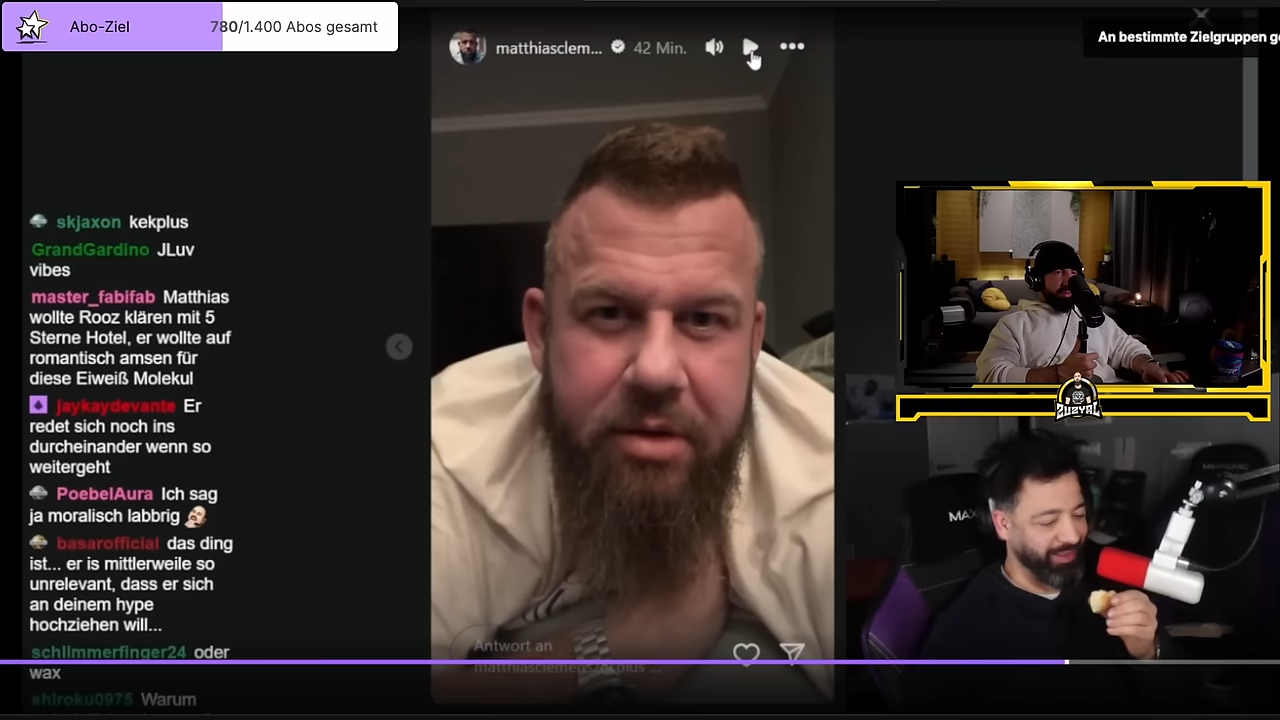 Abo-Ziel
780/1.400 Abos gesamt
matthiasclem...
42 Min.
An bestimmte Zielgruppen
skjaxon kekplus
GrandGardino JLuv
vibes
master_fabifab Matthias
wollte Rooz klären mit 5
Sterne Hotel, er wollte auf
romantisch amsen für
diese Eiweiß Molekul
jaykaydevante Er
redet sich noch ins
durcheinander wenn so
weitergeht
PoebelAura Ich sag
ja moralisch labbrig
basarofficial das ding
ist... er is mittlerweile so
unrelevant, dass er sich
an deinem hype
hochziehen will...
schlimmerfinger24 oder
wax
shiroku0975 Warum
Antwort an
ZUZYAL
MAX